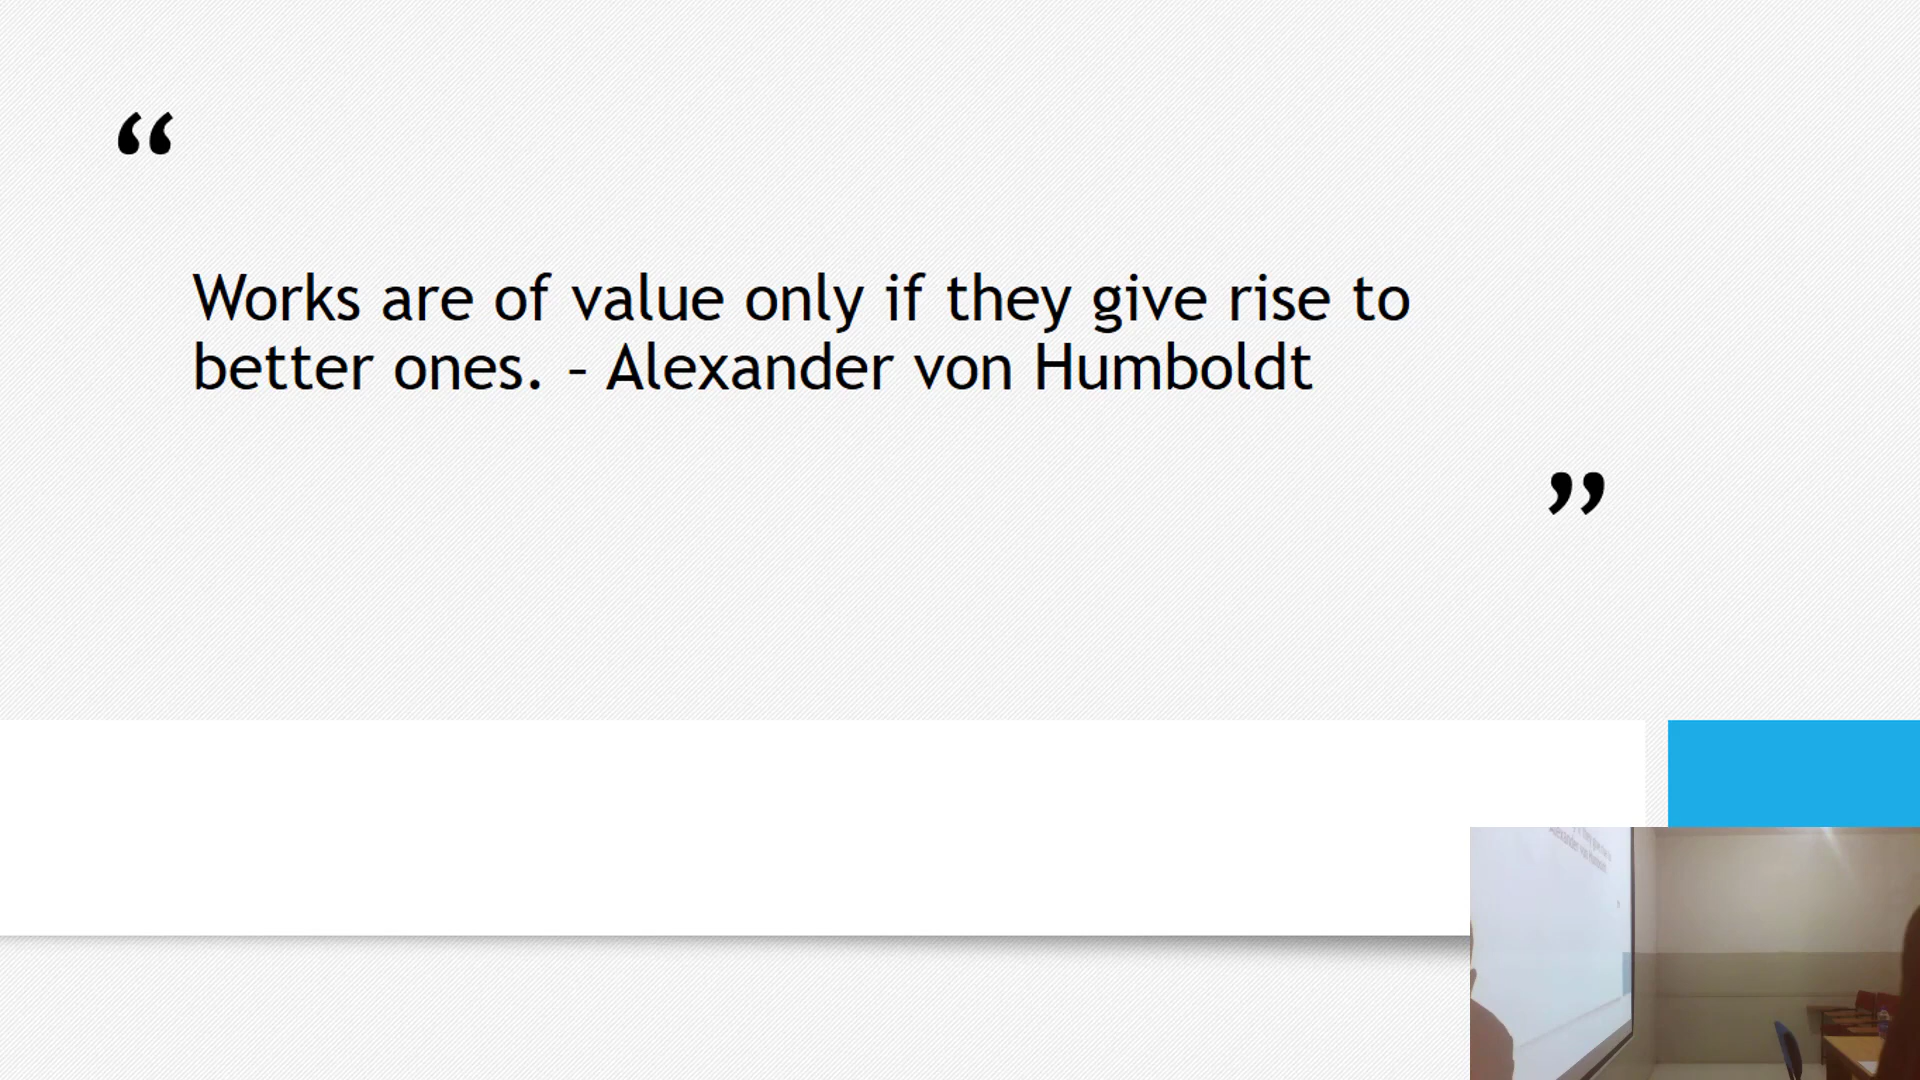 “
Works are of value only if they give rise to
better ones. – Alexander von Humboldt
”